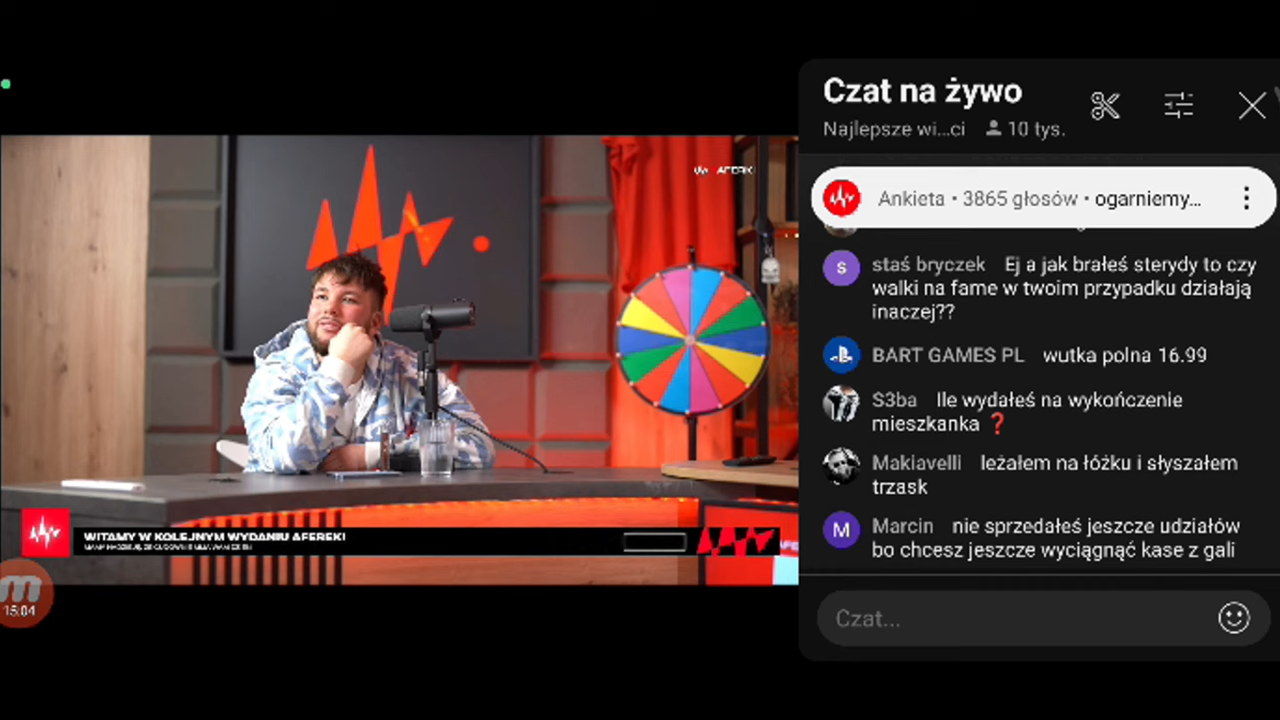 Czat na żywo
Najlepsze wi...ci 10 tys.
Ankieta • 3865 głosów • ogarniemy...
staś bryczek Ej a jak brałeś sterydy to czy
walki na fame w twoim przypadku działają
inaczej??
BART GAMES PL wutka polna 16.99
S3ba Ile wydałeś na wykończenie
mieszkanka ❓
Makiavelli leżałem na łóżku i słyszałem
trzask
Marcin nie sprzedałeś jeszcze udziałów
bo chcesz jeszcze wyciągnąć kase z gali
Czat...
AFERKI
WITAMY W KOLEJNYM WYDANIU AFEREK!
15:04